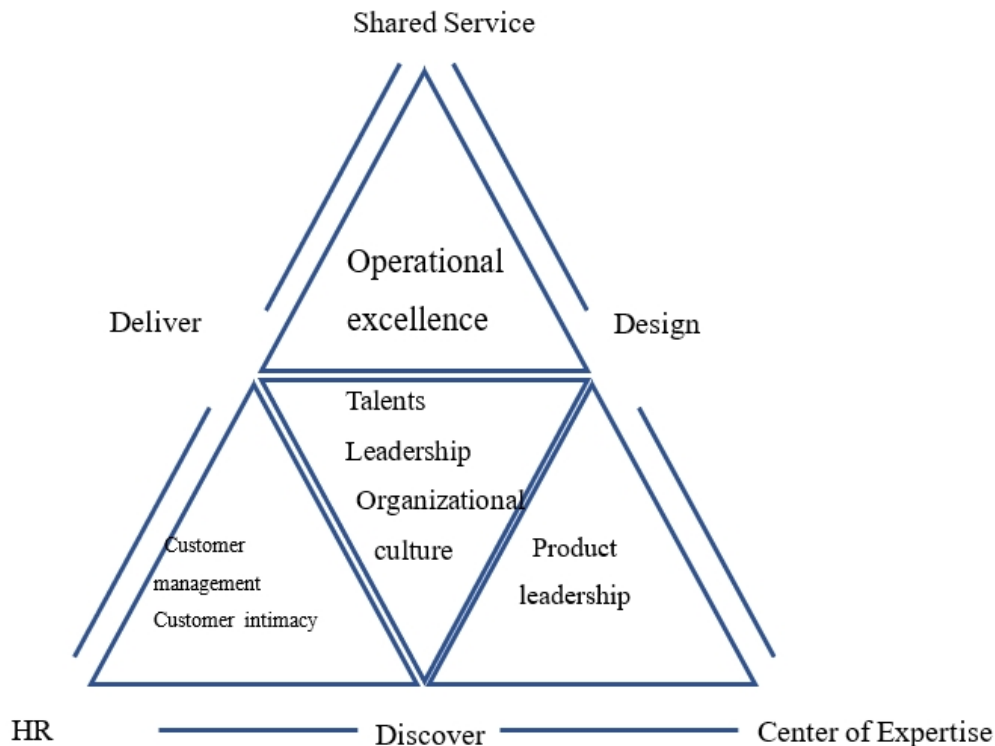 Shared Service
Operational
excellence
Deliver
Design
Talents
Leadership
Organizational
culture
Customer
management
Customer intimacy
Product
leadership
HR
Discover
Center of Expertise